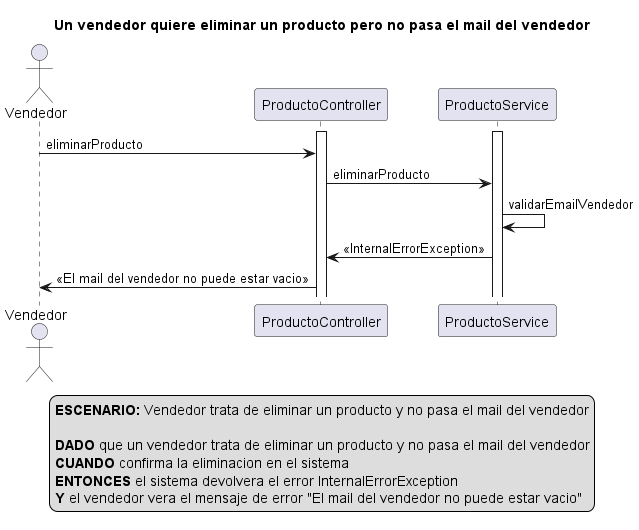 Un vendedor quiere eliminar un producto pero no pasa el mail del vendedor
Vendedor
ProductoController
ProductoService
eliminarProducto
eliminarProducto
validarEmailVendedor
«InternalErrorException»
«El mail del vendedor no puede estar vacio»
Vendedor
ProductoController
ProductoService
ESCENARIO: Vendedor trata de eliminar un producto y no pasa el mail del vendedor
DADO que un vendedor trata de eliminar un producto y no pasa el mail del vendedor
CUANDO confirma la eliminacion en el sistema
ENTONCES el sistema devolvera el error InternalErrorException
Y el vendedor vera el mensaje de error "El mail del vendedor no puede estar vacio"